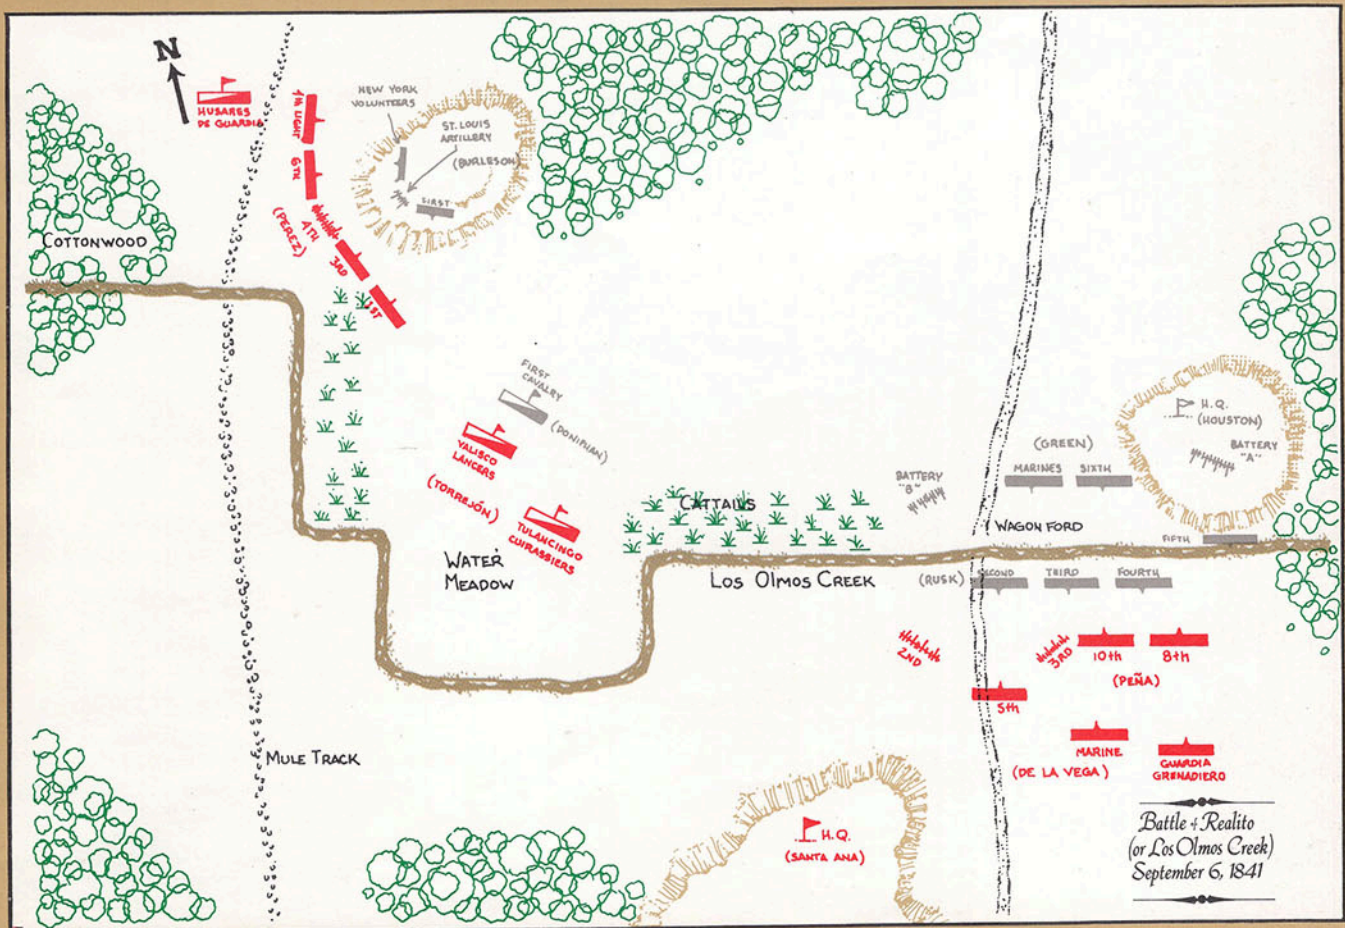 N
HUSARES
DE GUARDIA
NEW YORK
VOLUNTEERS
ST. LOUIS
ARTILLERY
(BURLESON)
LIGHT
6TH
FIRST
4TH
(PEREZ)
3RD
1ST
COTTONWOOD
FIRST
CAVALRY
(DONIPHAN)
YALISCO
LANCERS
(TORREJÓN)
TULANCINGO
CUIRASSIERS
WATER
MEADOW
CATTAILS
BATTERY
"B"
(GREEN)
MARINES
SIXTH
H.Q.
(HOUSTON)
BATTERY
"A"
WAGON FORD
FIFTH
LOS OLMOS CREEK
(RUSK)
SECOND
THIRD
FOURTH
2ND
3RD
10th
8th
(PEÑA)
5th
MARINE
(DE LA VEGA)
GUARDIA
GRENADIERO
MULE TRACK
H.Q.
(SANTA ANA)
Battle of Realito
(or Los Olmos Creek)
September 6, 1841